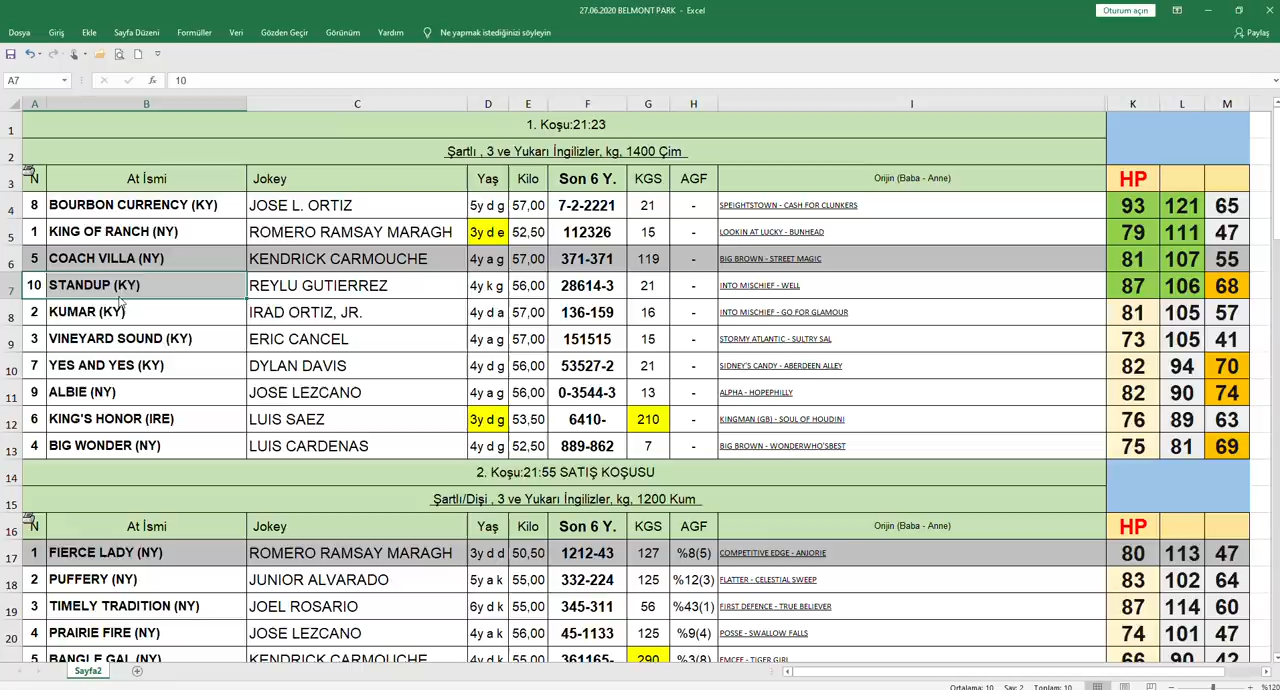 27.06.2020 BELMONT PARK - Excel
Oturum açın
Dosya Giriş Ekle Sayfa Düzeni Formüller Veri Gözden Geçir Görünüm Yardım Ne yapmak istediğinizi söyleyin Paylaş
A7 fx 10
A B C D E F G H I K L M
1 1. Koşu:21:23
2 Şartlı , 3 ve Yukarı İngilizler, kg, 1400 Çim
3 N At İsmi Jokey Yaş Kilo Son 6 Y. KGS AGF Orijin (Baba - Anne) HP
4 8 BOURBON CURRENCY (KY) JOSE L. ORTIZ 5y d g 57,00 7-2-2221 21 - SPEIGHTSTOWN - CASH FOR CLUNKERS 93 121 65
5 1 KING OF RANCH (NY) ROMERO RAMSAY MARAGH 3y d e 52,50 112326 15 - LOOKIN AT LUCKY - BUNHEAD 79 111 47
6 5 COACH VILLA (NY) KENDRICK CARMOUCHE 4y a g 57,00 371-371 119 - BIG BROWN - STREET MAGIC 81 107 55
7 10 STANDUP (KY) REYLU GUTIERREZ 4y k g 56,00 28614-3 21 - INTO MISCHIEF - WELL 87 106 68
8 2 KUMAR (KY) IRAD ORTIZ, JR. 4y d a 57,00 136-159 16 - INTO MISCHIEF - GO FOR GLAMOUR 81 105 57
9 3 VINEYARD SOUND (KY) ERIC CANCEL 4y d g 57,00 151515 15 - STORMY ATLANTIC - SULTRY SAL 73 105 41
10 7 YES AND YES (KY) DYLAN DAVIS 4y d g 56,00 53527-2 21 - SIDNEY'S CANDY - ABERDEEN ALLEY 82 94 70
11 9 ALBIE (NY) JOSE LEZCANO 4y a g 56,00 0-3544-3 13 - ALPHA - HOPEPHILLY 82 90 74
12 6 KING'S HONOR (IRE) LUIS SAEZ 3y d g 53,50 6410- 210 - KINGMAN (GB) - SOUL OF HOUDINI 76 89 63
13 4 BIG WONDER (NY) LUIS CARDENAS 4y d g 52,50 889-862 7 - BIG BROWN - WONDERWHO'SBEST 75 81 69
14 2. Koşu:21:55 SATIŞ KOŞUSU
15 Şartlı/Dişi , 3 ve Yukarı İngilizler, kg, 1200 Kum
16 N At İsmi Jokey Yaş Kilo Son 6 Y. KGS AGF Orijin (Baba - Anne) HP
17 1 FIERCE LADY (NY) ROMERO RAMSAY MARAGH 3y d d 50,50 1212-43 127 %8(5) COMPETITIVE EDGE - ANJORIE 80 113 47
18 2 PUFFERY (NY) JUNIOR ALVARADO 5y a k 55,00 332-224 125 %12(3) FLATTER - CELESTIAL SWEEP 83 102 64
19 3 TIMELY TRADITION (NY) JOEL ROSARIO 6y d k 55,00 345-311 56 %43(1) FIRST DEFENCE - TRUE BELIEVER 87 114 60
20 4 PRAIRIE FIRE (NY) JOSE LEZCANO 4y a k 56,00 45-1133 125 %9(4) POSSE - SWALLOW FALLS 74 101 47
5 BANGLE GAL (NY) KENDRICK CARMOUCHE 4y d k 55,00 361165- 290 %3(8) EMCEE - TIGER GIRL 66 90 42
Sayfa2
Ortalama: 10 Say: 2 Toplam: 10 %120